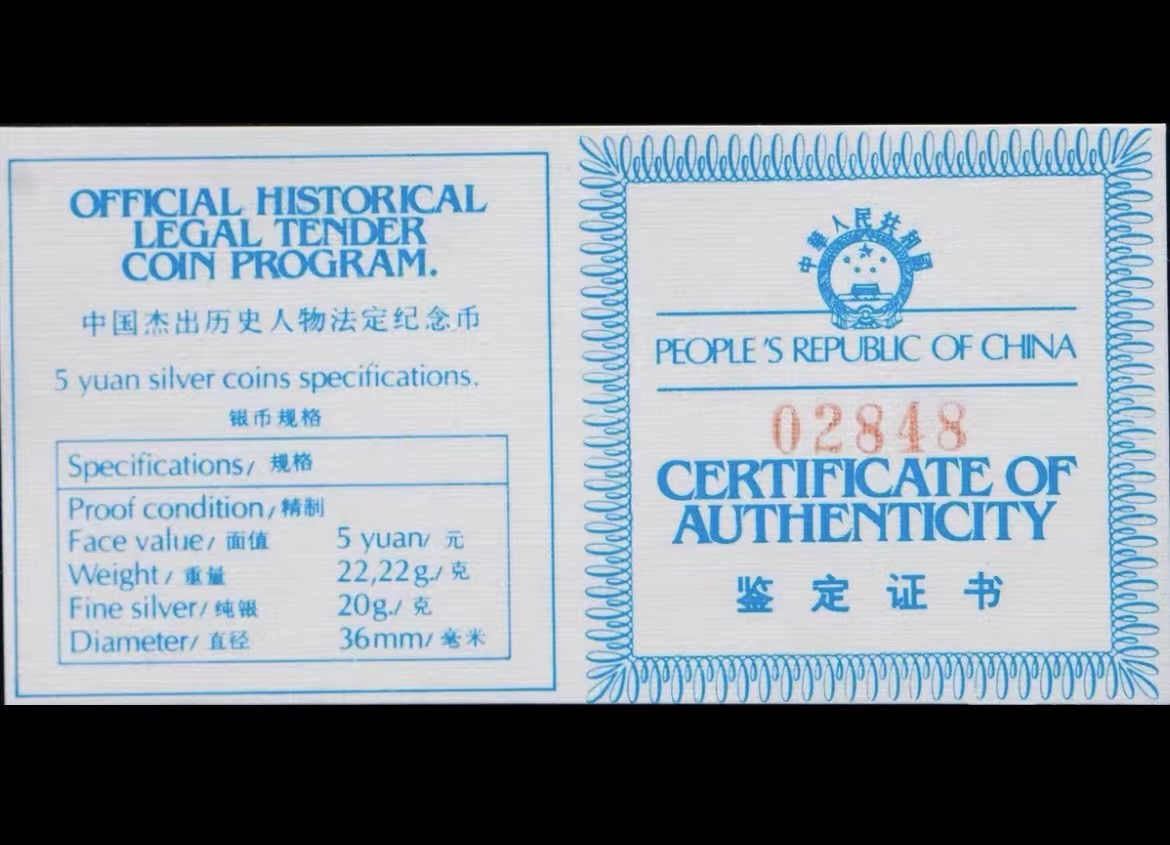 OFFICIAL HISTORICAL
LEGAL TENDER
COIN PROGRAM.
中国杰出历史人物法定纪念币
5 yuan silver coins specifications.
银币规格
Specifications/ 规格
Proof condition/精制
Face value/ 面值 5 yuan/ 元
Weight/ 重量 22,22g./ 克
Fine silver/ 纯银 20g./ 克
Diameter/ 直径 36mm/ 毫米
中華人民共和國
PEOPLE'S REPUBLIC OF CHINA
02848
CERTIFICATE OF
AUTHENTICITY
鉴定证书